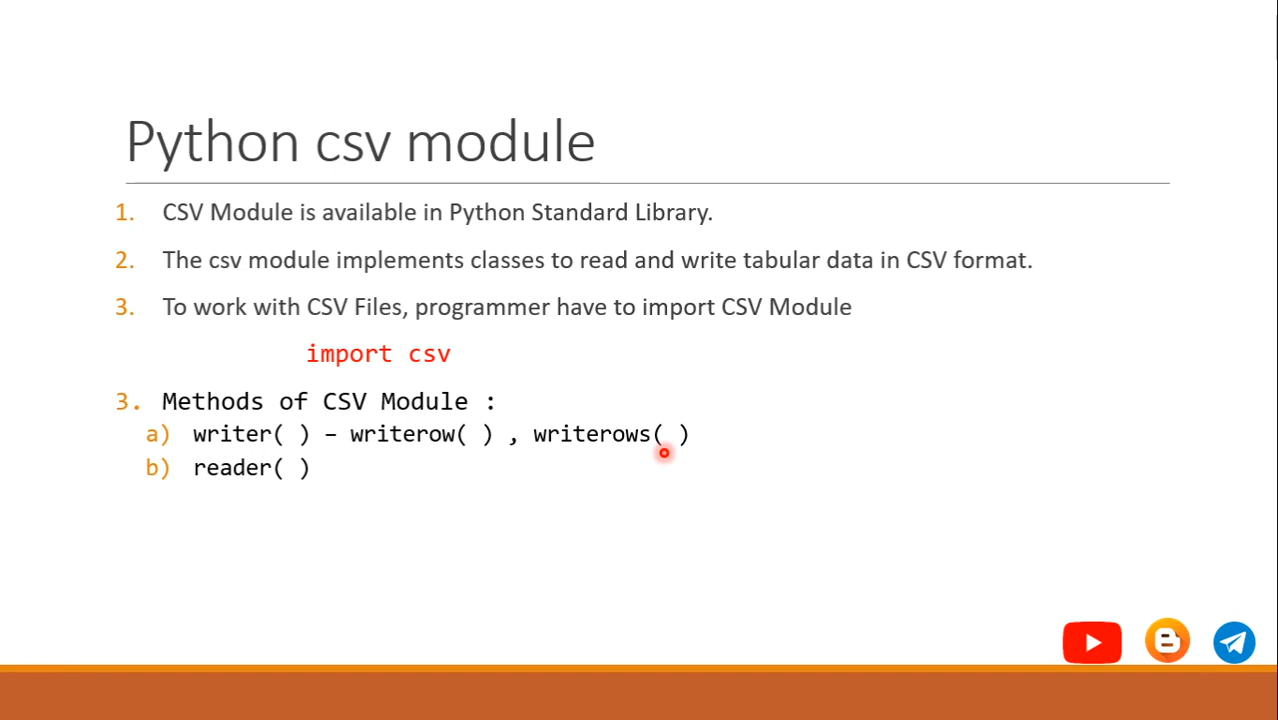 Python csv module
1. CSV Module is available in Python Standard Library.
2. The csv module implements classes to read and write tabular data in CSV format.
3. To work with CSV Files, programmer have to import CSV Module
import csv
3. Methods of CSV Module :
a) writer( ) – writerow( ) , writerows( )
b) reader( )